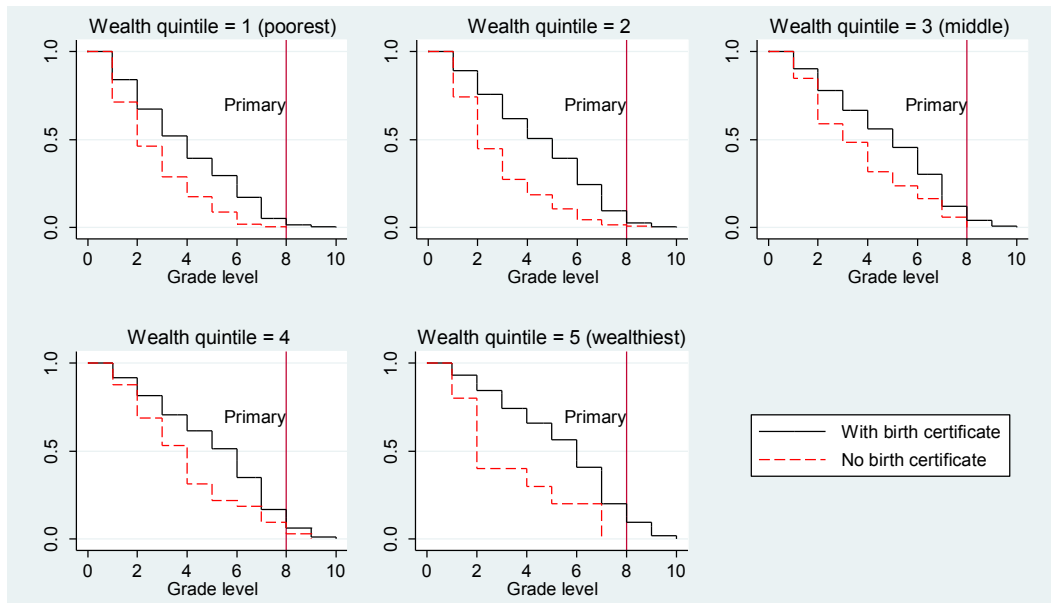 Wealth quintile = 1 (poorest)
1.0
0.5
0.0
Primary
0 2 4 6 8 10
Grade level
Wealth quintile = 2
1.0
0.5
0.0
Primary
0 2 4 6 8 10
Grade level
Wealth quintile = 3 (middle)
1.0
0.5
0.0
Primary
0 2 4 6 8 10
Grade level
Wealth quintile = 4
1.0
0.5
0.0
Primary
0 2 4 6 8 10
Grade level
Wealth quintile = 5 (wealthiest)
1.0
0.5
0.0
Primary
0 2 4 6 8 10
Grade level
With birth certificate
No birth certificate